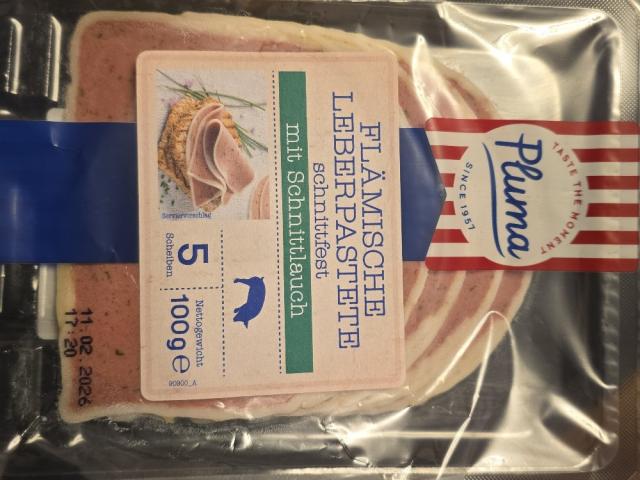 Pluma
TASTE THE MOMENT
SINCE 1957
FLÄMISCHE
LEBERPASTETE
schnittfest
mit Schnittlauch
Serviervorschlag
5
Scheiben
Nettogewicht
100g e
90900_A
11.02 2026
17:20